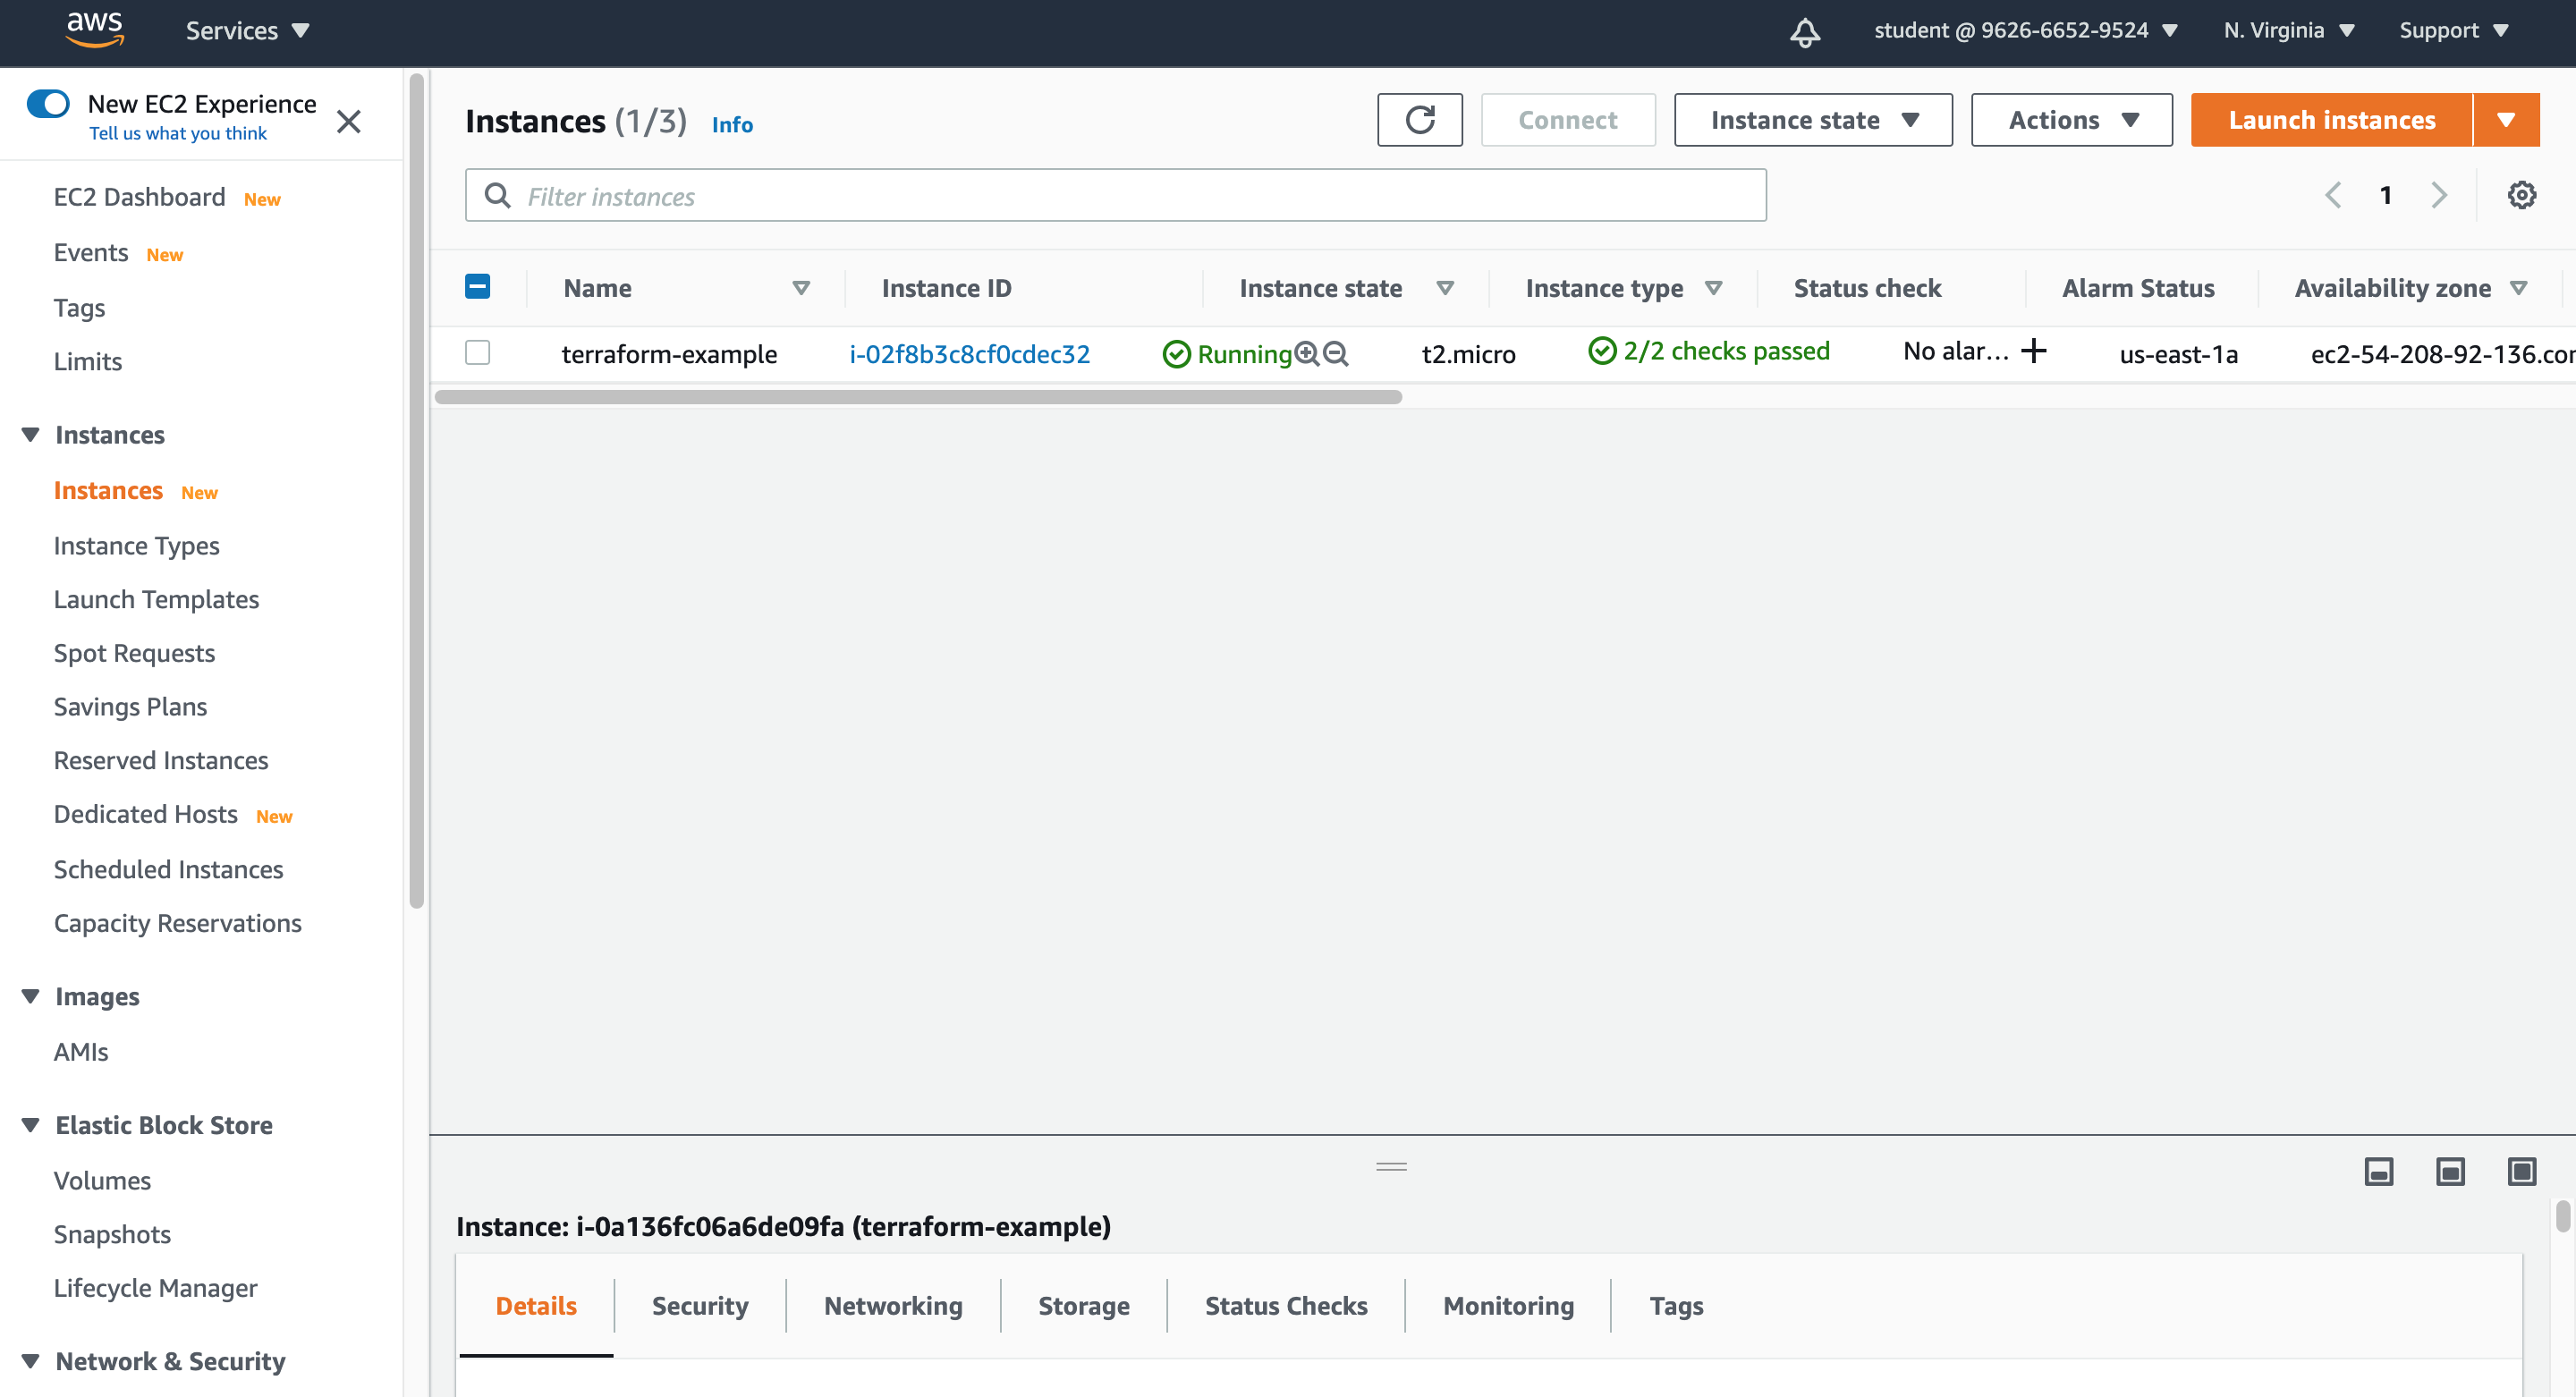 aws Services student @ 9626-6652-9524 N. Virginia Support
New EC2 Experience
Tell us what you think
EC2 Dashboard New
Events New
Tags
Limits
Instances
Instances New
Instance Types
Launch Templates
Spot Requests
Savings Plans
Reserved Instances
Dedicated Hosts New
Scheduled Instances
Capacity Reservations
Images
AMIs
Elastic Block Store
Volumes
Snapshots
Lifecycle Manager
Network & Security
Instances (1/3) Info Connect Instance state Actions Launch instances
Filter instances 1
Name Instance ID Instance state Instance type Status check Alarm Status Availability zone
terraform-example i-02f8b3c8cf0cdec32 Running t2.micro 2/2 checks passed No alar... us-east-1a ec2-54-208-92-136.con
Instance: i-0a136fc06a6de09fa (terraform-example)
Details Security Networking Storage Status Checks Monitoring Tags